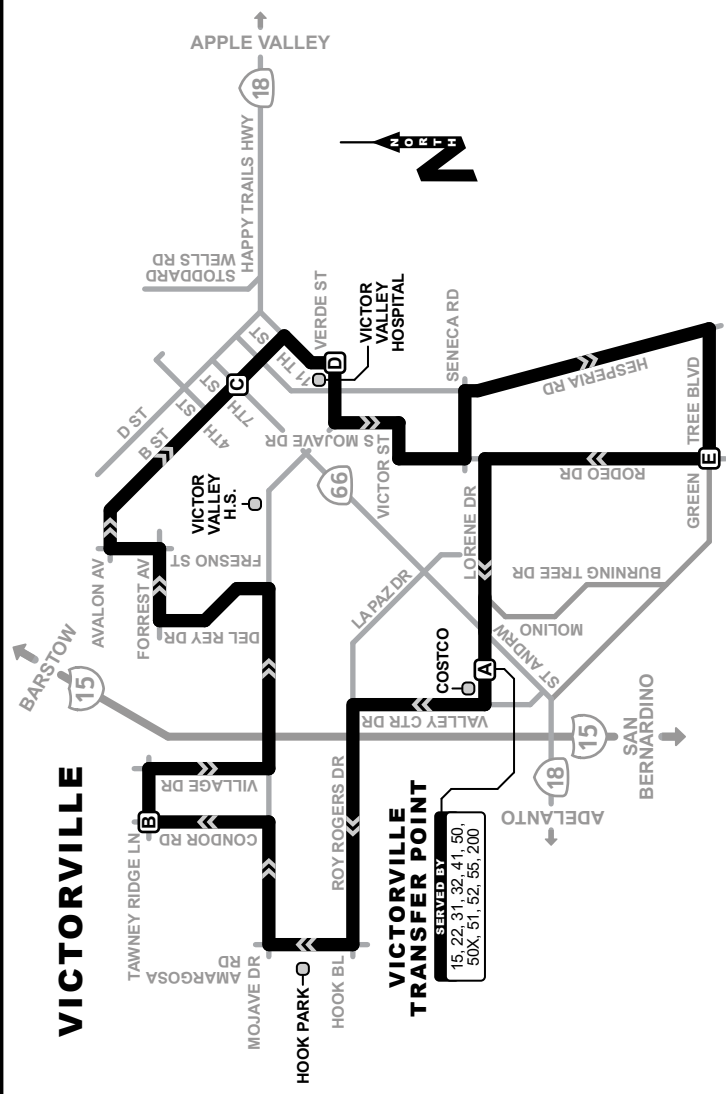 VICTORVILLE
BARSTOW
15
APPLE VALLEY
18
HAPPY TRAILS HWY
STODDARD
WELLS RD
NORTH
N
TAWNEY RIDGE LN
B
CONDOR RD
VILLAGE DR
AVALON AV
FORREST AV
DEL REY DR
FRESNO ST
D ST
B ST
4TH
ST
7TH
ST
11 TH
ST
C
VICTOR
VALLEY
H.S.
VERDE ST
D
VICTOR
VALLEY
HOSPITAL
AMARGOSA
RD
MOJAVE DR
HOOK PARK
HOOK BL
ROY ROGERS DR
VALLEY CTR DR
LA PAZ DR
66
S MOJAVE DR
VICTOR ST
SENECA RD
LORENE DR
COSTCO
A
ST ANDRW
MOLINO
BURNING TREE DR
RODEO DR
HESPERIA RD
GREEN TREE BLVD
E
VICTORVILLE
TRANSFER POINT
SERVED BY
15, 22, 31, 32, 41, 50,
50X, 51, 52, 55, 200
18
ADELANTO
15
SAN
BERNARDINO